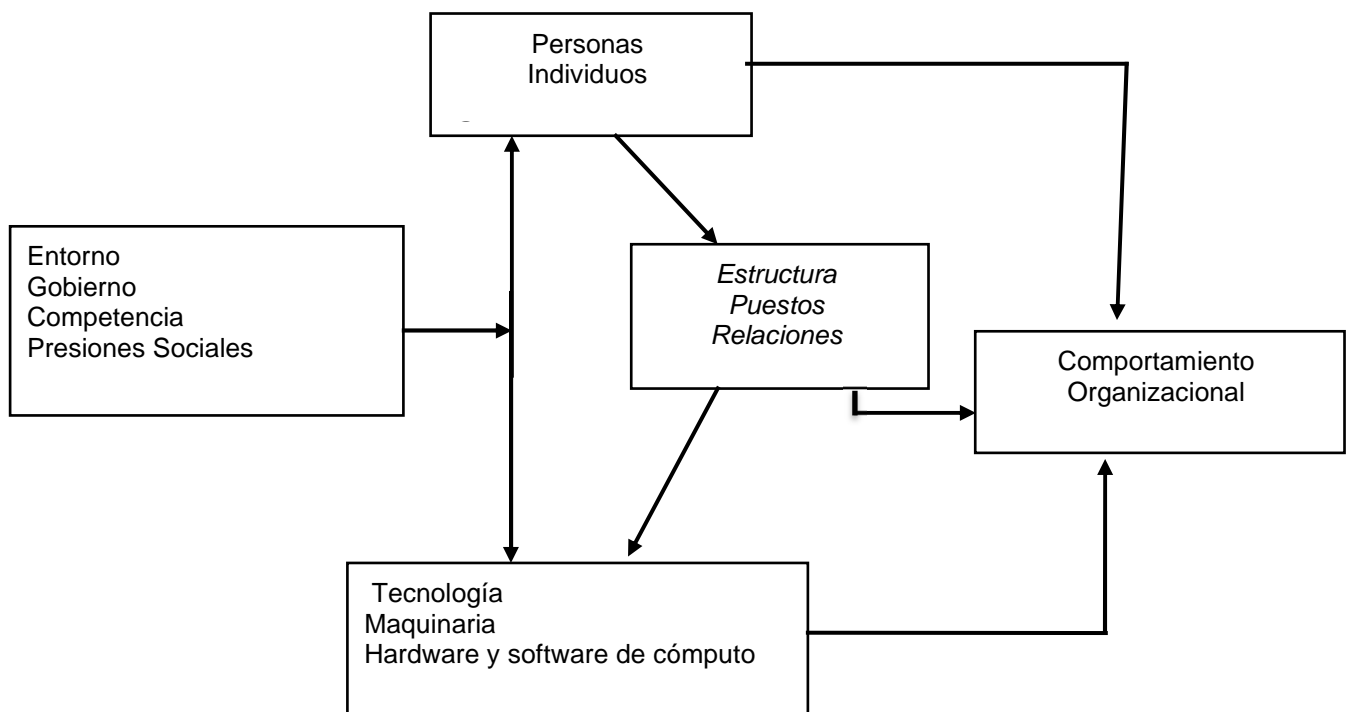 Personas
Individuos
Entorno
Gobierno
Competencia
Presiones Sociales
Estructura
Puestos
Relaciones
Comportamiento
Organizacional
Tecnología
Maquinaria
Hardware y software de cómputo